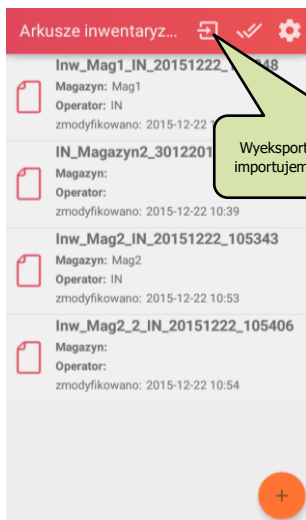 Arkusze inwentaryz...
Inw_Mag1_IN_20151222_
Magazyn: Mag1
Operator: IN
zmodyfikowano: 2015-12-22
IN_Magazyn2_3012201
Magazyn:
Operator:
zmodyfikowano: 2015-12-22 10:39
Wyeksport
importujem
Inw_Mag2_IN_20151222_105343
Magazyn: Mag2
Operator: IN
zmodyfikowano: 2015-12-22 10:53
Inw_Mag2_2_IN_20151222_105406
Magazyn:
Operator:
zmodyfikowano: 2015-12-22 10:54
+